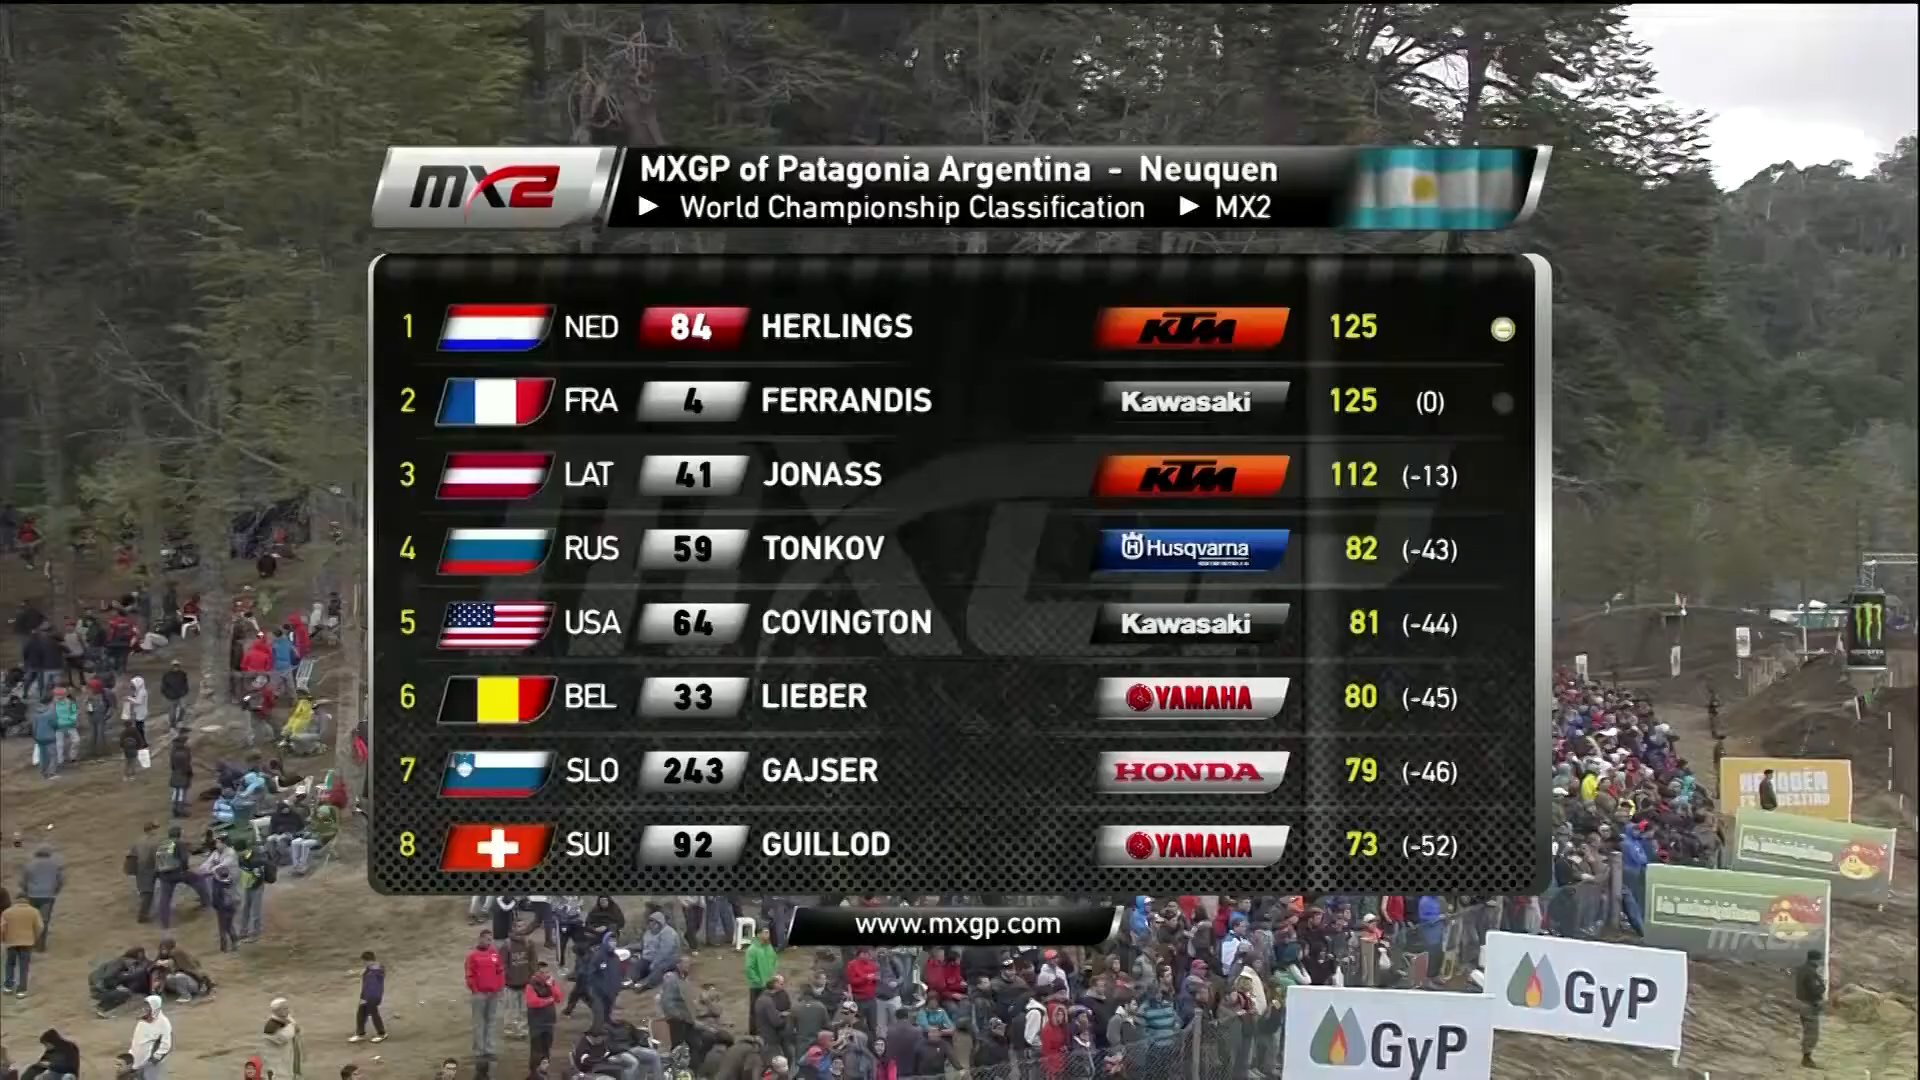 MX2
MXGP of Patagonia Argentina - Neuquen
World Championship Classification MX2
1 NED 84 HERLINGS KTM 125
2 FRA 4 FERRANDIS Kawasaki 125 (0)
3 LAT 41 JONASS KTM 112 (-13)
4 RUS 59 TONKOV Husqvarna 82 (-43)
5 USA 64 COVINGTON Kawasaki 81 (-44)
6 BEL 33 LIEBER YAMAHA 80 (-45)
7 SLO 243 GAJSER HONDA 79 (-46)
8 SUI 92 GUILLOD YAMAHA 73 (-52)
www.mxgp.com
MXGP
GyP
GyP